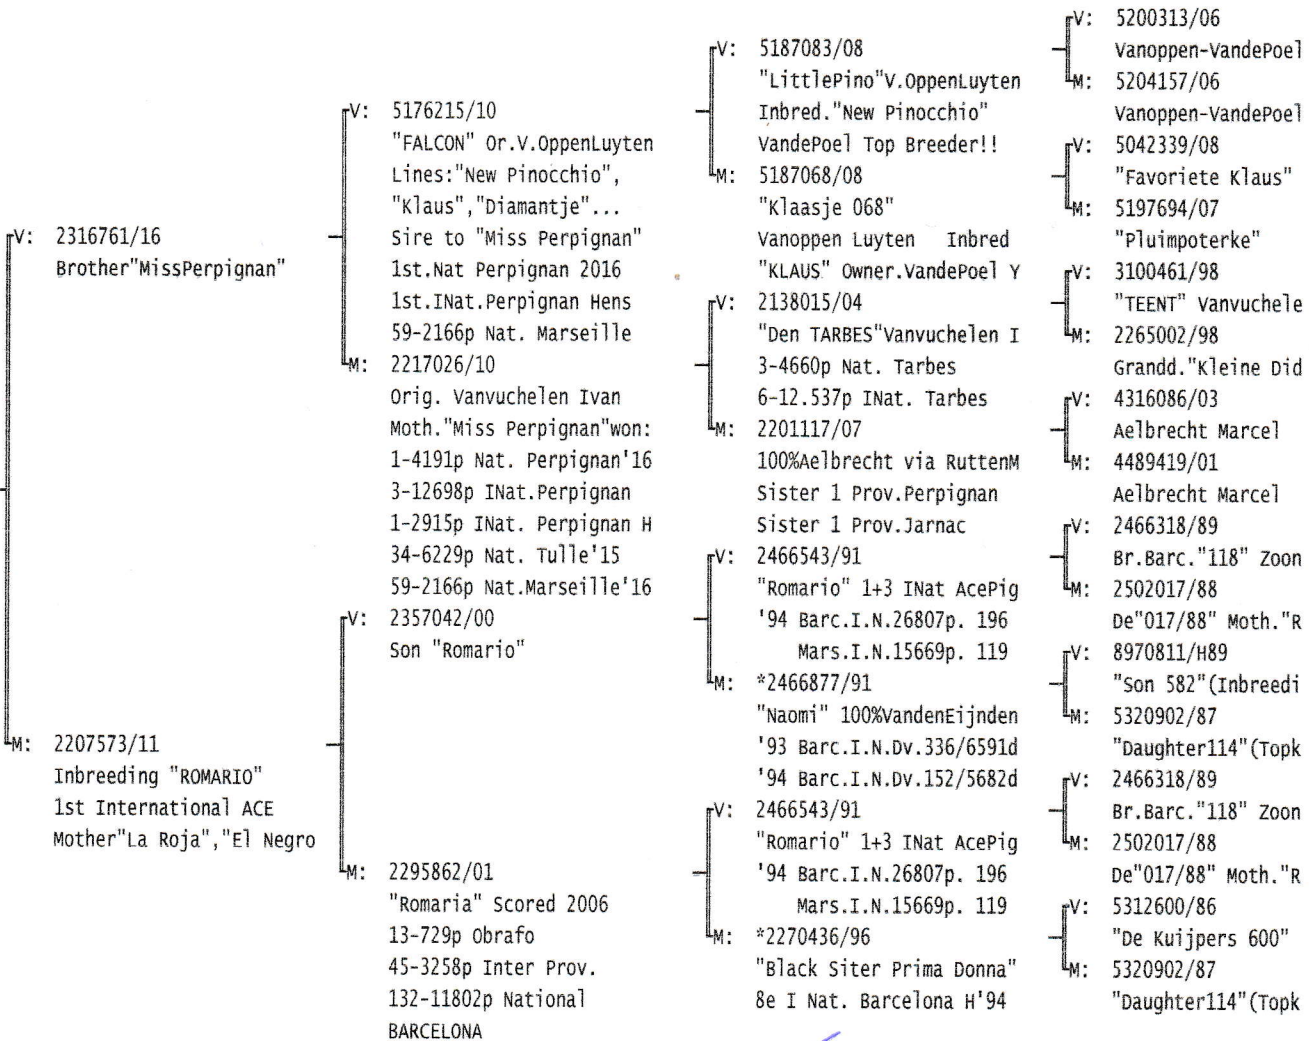 V: 2316761/16
Brother"MissPerpignan"
M: 2207573/11
Inbreeding "ROMARIO"
1st International ACE
Mother"La Roja","El Negro
V: 5176215/10
"FALCON" Or.V.OppenLuyten
Lines:"New Pinocchio",
"Klaus","Diamantje"...
Sire to "Miss Perpignan"
1st.Nat Perpignan 2016
1st.INat.Perpignan Hens
59-2166p Nat. Marseille
M: 2217026/10
Orig. Vanvuchelen Ivan
Moth."Miss Perpignan"won:
1-4191p Nat. Perpignan'16
3-12698p INat.Perpignan
1-2915p INat. Perpignan H
34-6229p Nat. Tulle'15
59-2166p Nat.Marseille'16
V: 2357042/00
Son "Romario"
M: 2295862/01
"Romaria" Scored 2006
13-729p Obrafo
45-3258p Inter Prov.
132-11802p National
BARCELONA
V: 5187083/08
"LittlePino"V.OppenLuyten
Inbred."New Pinocchio"
VandePoel Top Breeder!!
M: 5187068/08
"Klaasje 068"
Vanoppen Luyten Inbred
"KLAUS" Owner.VandePoel Y
V: 2138015/04
"Den TARBES"Vanvuchelen I
3-4660p Nat. Tarbes
6-12.537p INat. Tarbes
M: 2201117/07
100%Aelbrecht via RuttenM
Sister 1 Prov.Perpignan
Sister 1 Prov.Jarnac
V: 2466543/91
"Romario" 1+3 INat AcePig
'94 Barc.I.N.26807p. 196
Mars.I.N.15669p. 119
M: *2466877/91
"Naomi" 100%VandenEijnden
'93 Barc.I.N.Dv.336/6591d
'94 Barc.I.N.Dv.152/5682d
V: 2466543/91
"Romario" 1+3 INat AcePig
'94 Barc.I.N.26807p. 196
Mars.I.N.15669p. 119
M: *2270436/96
"Black Siter Prima Donna"
8e I Nat. Barcelona H'94
V: 5200313/06
Vanoppen-VandePoel
M: 5204157/06
Vanoppen-VandePoel
V: 5042339/08
"Favoriete Klaus"
M: 5197694/07
"Pluimpoterke"
V: 3100461/98
"TEENT" Vanvuchele
M: 2265002/98
Grandd."Kleine Did
V: 4316086/03
Aelbrecht Marcel
M: 4489419/01
Aelbrecht Marcel
V: 2466318/89
Br.Barc."118" Zoon
M: 2502017/88
De"017/88" Moth."R
V: 8970811/H89
"Son 582"(Inbreedi
M: 5320902/87
"Daughter114"(Topk
V: 2466318/89
Br.Barc."118" Zoon
M: 2502017/88
De"017/88" Moth."R
V: 5312600/86
"De Kuijpers 600"
M: 5320902/87
"Daughter114"(Topk